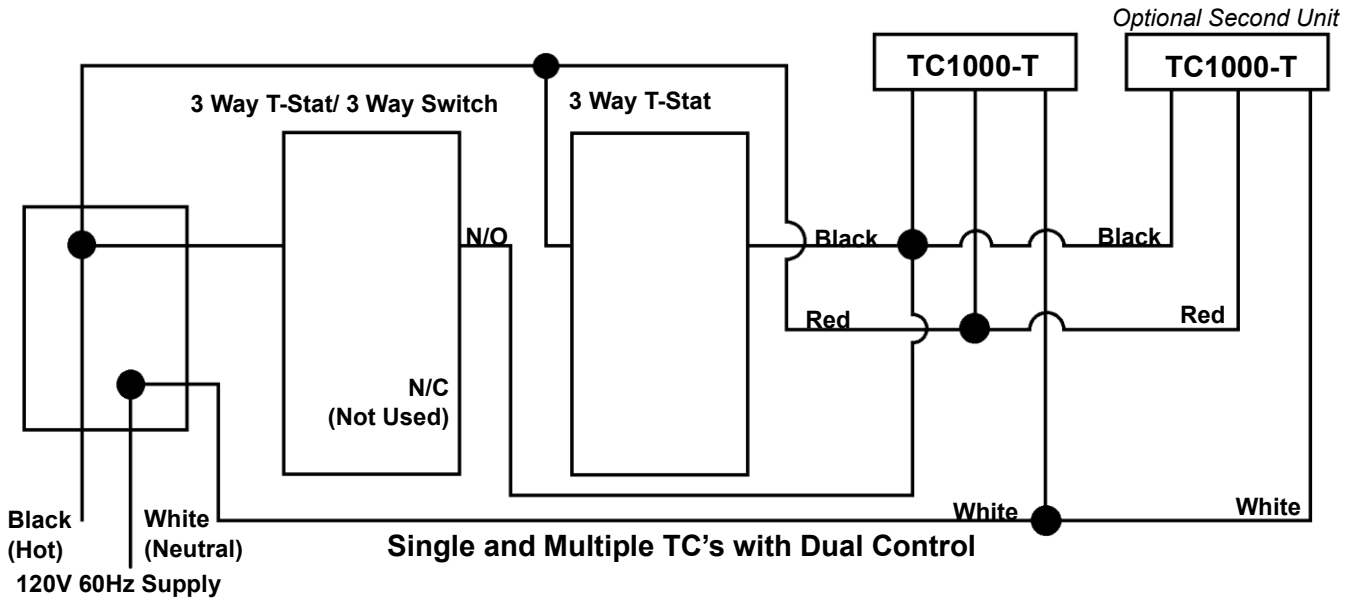 Optional Second Unit
TC1000-T
TC1000-T
3 Way T-Stat/ 3 Way Switch
3 Way T-Stat
N/O
Black
Black
Red
Red
N/C
(Not Used)
Black
(Hot)
White
(Neutral)
White
White
Single and Multiple TC's with Dual Control
120V 60Hz Supply